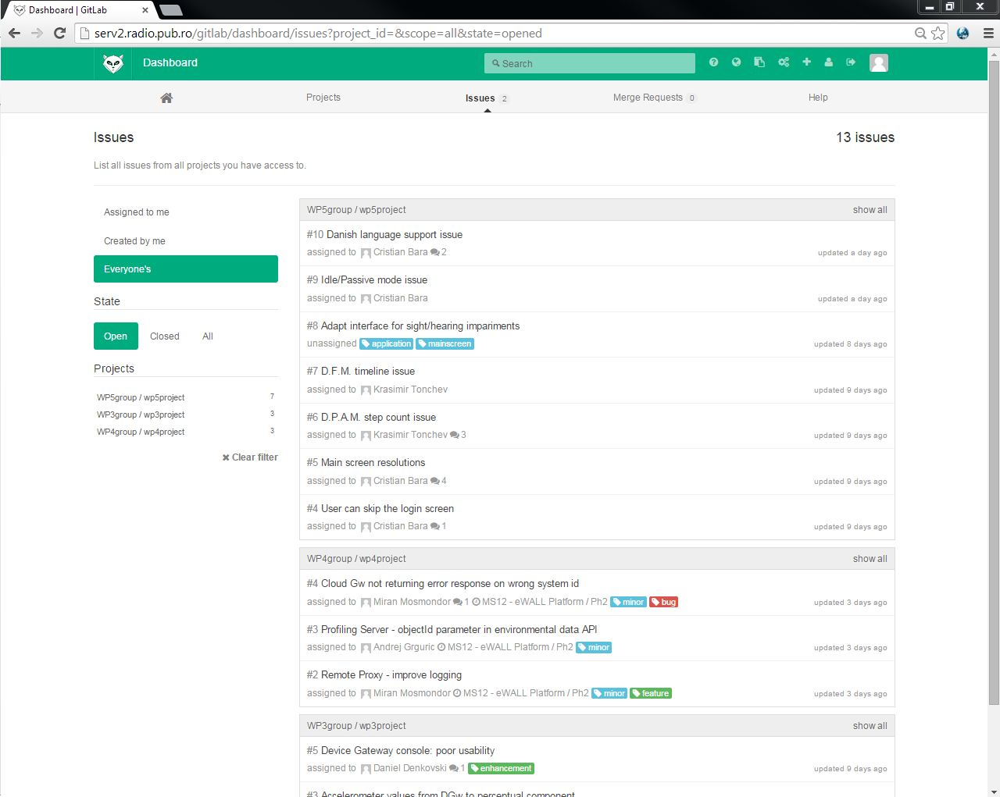 Dashboard | GitLab
serv2.radio.pub.ro/gitlab/dashboard/issues?project_id=&scope=all&state=opened
Dashboard
Search
Projects
Issues 2
Merge Requests 0
Help
Issues
13 issues
List all issues from all projects you have access to.
Assigned to me
Created by me
Everyone's
State
Open Closed All
Projects
WP5group / wp5project 7
WP3group / wp3project 3
WP4group / wp4project 3
Clear filter
WP5group / wp5project show all
#10 Danish language support issue
assigned to Cristian Bara 2 updated a day ago
#9 Idle/Passive mode issue
assigned to Cristian Bara updated a day ago
#8 Adapt interface for sight/hearing impariments
unassigned application mainscreen updated 8 days ago
#7 D.F.M. timeline issue
assigned to Krasimir Tonchev updated 9 days ago
#6 D.P.A.M. step count issue
assigned to Krasimir Tonchev 3 updated 9 days ago
#5 Main screen resolutions
assigned to Cristian Bara 4 updated 9 days ago
#4 User can skip the login screen
assigned to Cristian Bara 1 updated 9 days ago
WP4group / wp4project show all
#4 Cloud Gw not returning error response on wrong system id
assigned to Miran Mosmondor 1 MS12 - eWALL Platform / Ph2 minor bug updated 3 days ago
#3 Profiling Server - objectId parameter in environmental data API
assigned to Andrej Grguric MS12 - eWALL Platform / Ph2 minor updated 3 days ago
#2 Remote Proxy - improve logging
assigned to Miran Mosmondor MS12 - eWALL Platform / Ph2 minor feature updated 3 days ago
WP3group / wp3project show all
#5 Device Gateway console: poor usability
assigned to Daniel Denkovski 1 enhancement updated 9 days ago
#3 Accelerometer values from DGw to perceptual component